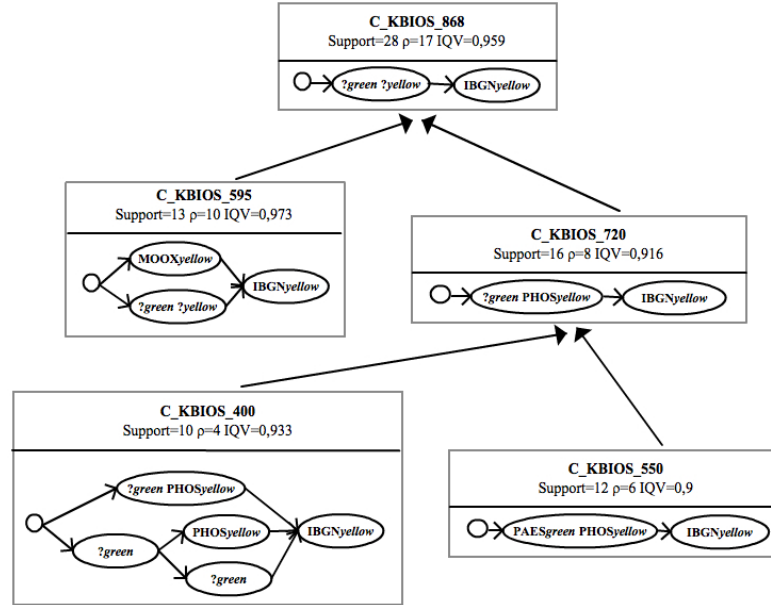 C_KBIOS_868
Support=28 ρ=17 IQV=0,959
?green ?yellow
IBGNyellow
C_KBIOS_595
Support=13 ρ=10 IQV=0,973
MOOXyellow
?green ?yellow
IBGNyellow
C_KBIOS_720
Support=16 ρ=8 IQV=0,916
?green PHOSyellow
IBGNyellow
C_KBIOS_400
Support=10 ρ=4 IQV=0,933
?green PHOSyellow
PHOSyellow
IBGNyellow
?green
?green
C_KBIOS_550
Support=12 ρ=6 IQV=0,9
PAESgreen PHOSyellow
IBGNyellow